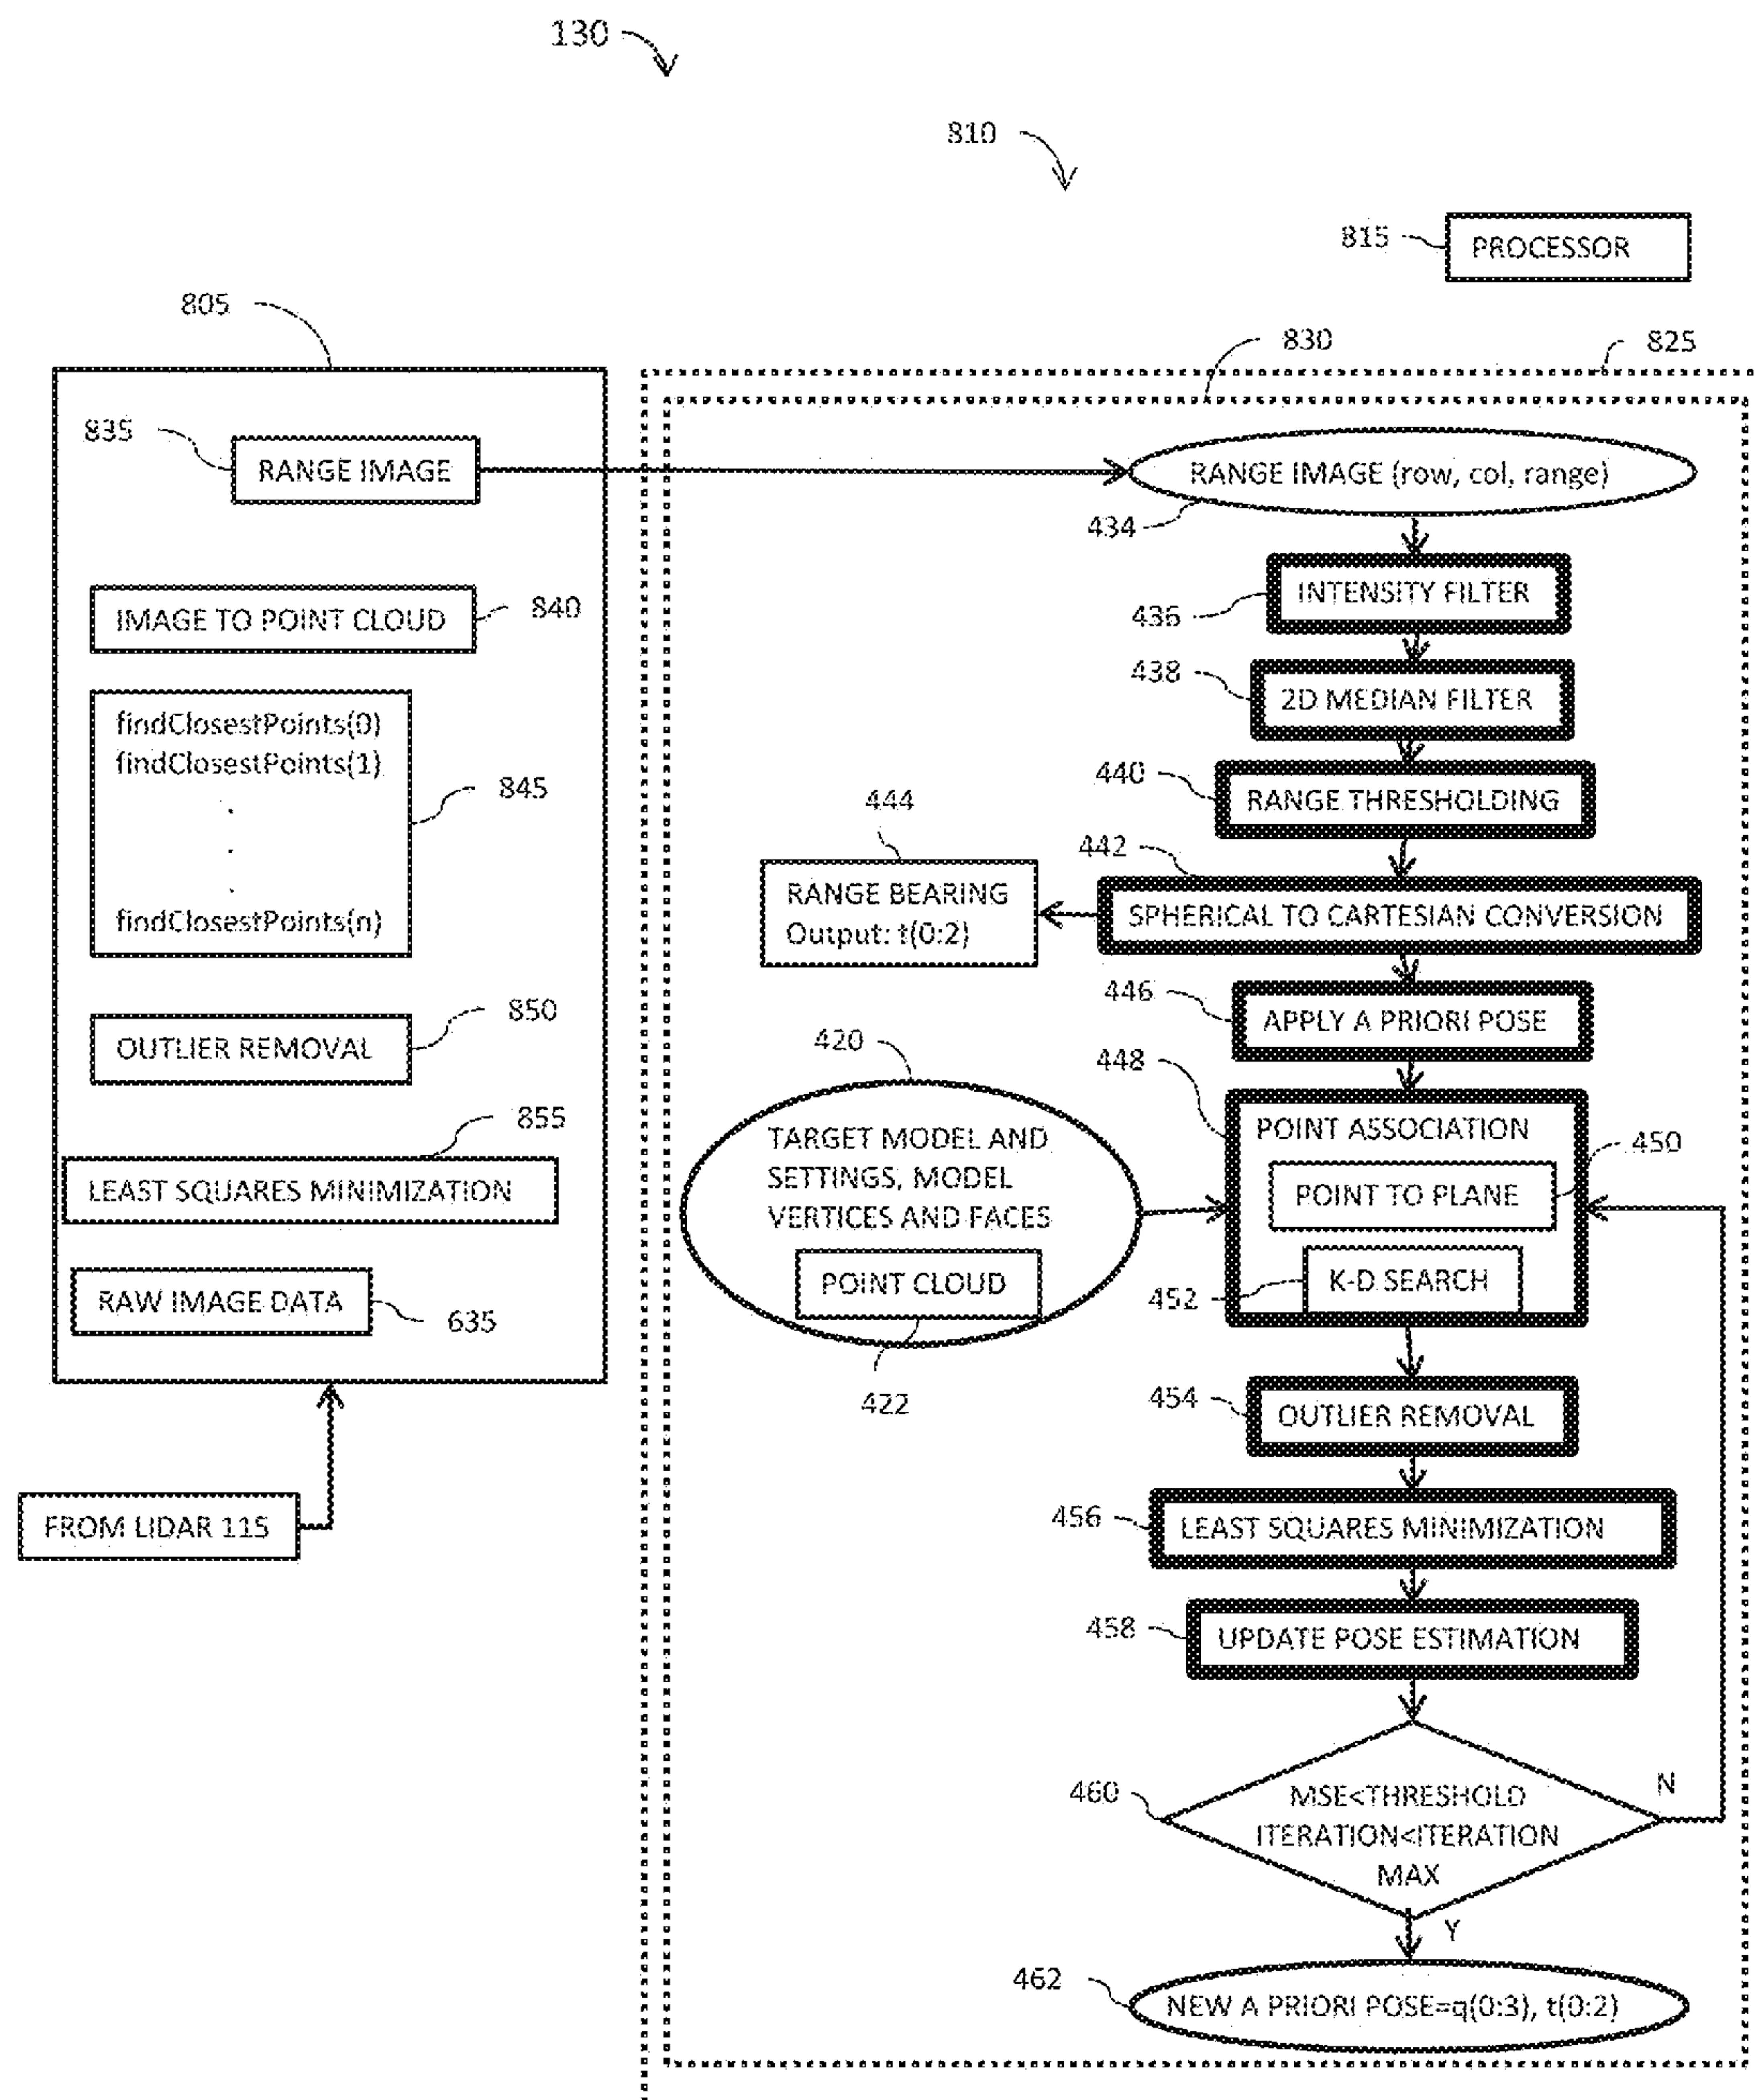 130
810
815
PROCESSOR
805
830
825
835
RANGE IMAGE
RANGE IMAGE (row, col, range)
434
INTENSITY FILTER
436
IMAGE TO POINT CLOUD
840
438
2D MEDIAN FILTER
findClosestPoints(0)
findClosestPoints(1)
.
.
.
findClosestPoints(n)
845
440
RANGE THRESHOLDING
444
442
RANGE BEARING
Output: t(0:2)
SPHERICAL TO CARTESIAN CONVERSION
446
APPLY A PRIORI POSE
850
OUTLIER REMOVAL
420
448
TARGET MODEL AND
SETTINGS, MODEL
VERTICES AND FACES
POINT CLOUD
422
POINT ASSOCIATION
450
POINT TO PLANE
452
K-D SEARCH
855
LEAST SQUARES MINIMIZATION
RAW IMAGE DATA
635
454
OUTLIER REMOVAL
FROM LIDAR 115
456
LEAST SQUARES MINIMIZATION
458
UPDATE POSE ESTIMATION
460
MSE<THRESHOLD
ITERATION<ITERATION
MAX
N
Y
462
NEW A PRIORI POSE=q(0:3), t(0:2)